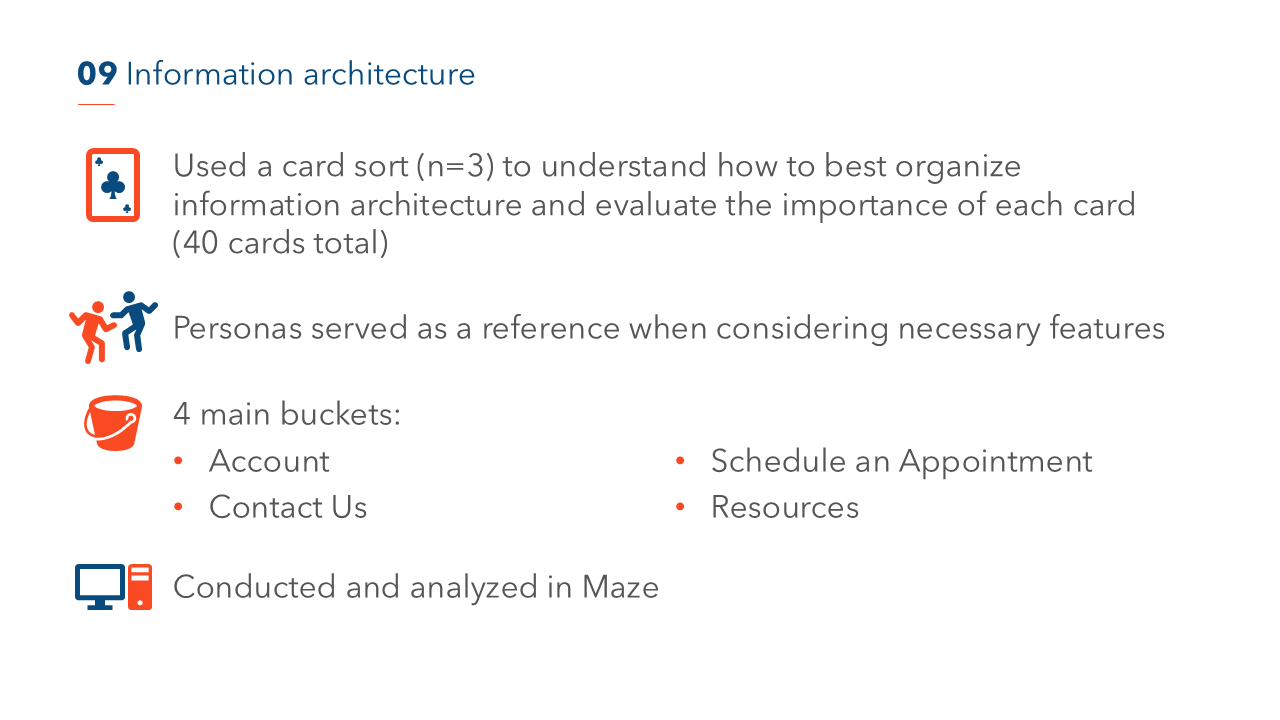 09 Information architecture
Used a card sort (n=3) to understand how to best organize
information architecture and evaluate the importance of each card
(40 cards total)
Personas served as a reference when considering necessary features
4 main buckets:
• Account
• Contact Us
• Schedule an Appointment
• Resources
Conducted and analyzed in Maze